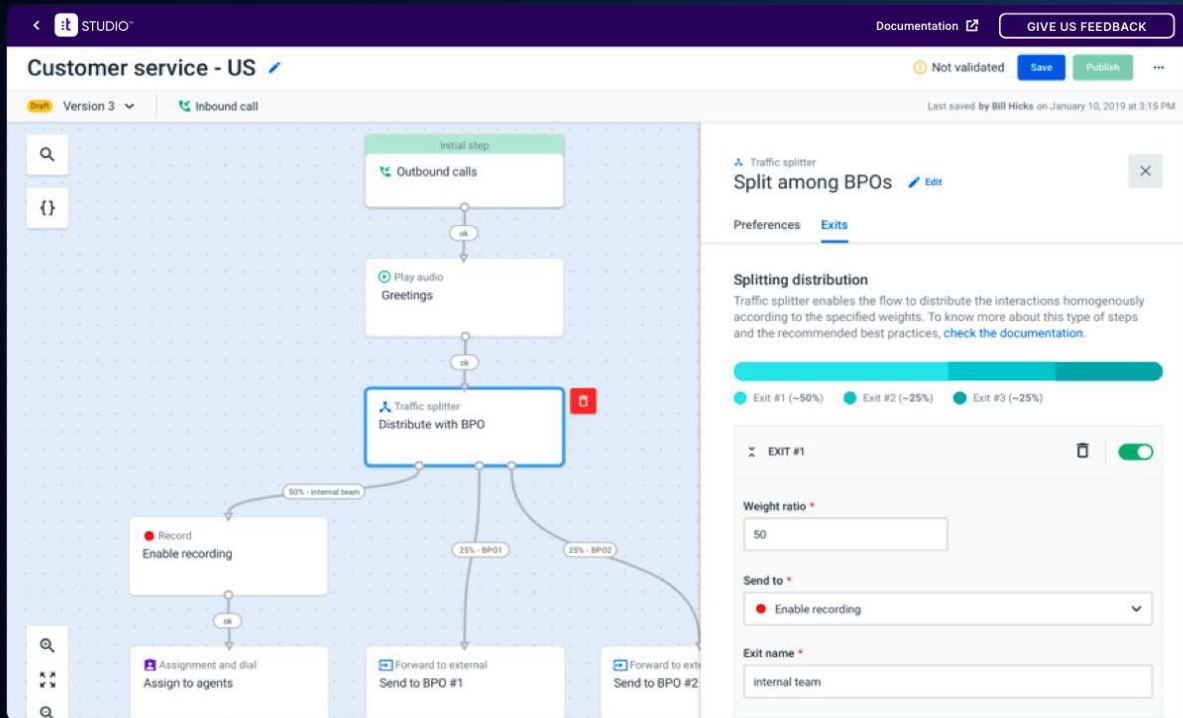 :t STUDIO™
Documentation
GIVE US FEEDBACK
Customer service - US
Not validated
Save
Publish
Draft
Version 3
Inbound call
Last saved by Bill Hicks on January 10, 2019 at 3:15 PM
{}
Initial step
Outbound calls
ok
Play audio
Greetings
ok
Traffic splitter
Distribute with BPO
50% - internal team
25% - BPO1
25% - BPO2
Record
Enable recording
ok
Assignment and dial
Assign to agents
Forward to external
Send to BPO #1
Forward to exte
Send to BPO #2
Traffic splitter
Split among BPOs
Edit
Preferences
Exits
Splitting distribution
Traffic splitter enables the flow to distribute the interactions homogenously
according to the specified weights. To know more about this type of steps
and the recommended best practices, check the documentation.
Exit #1 (~50%)
Exit #2 (~25%)
Exit #3 (~25%)
EXIT #1
Weight ratio *
50
Send to *
Enable recording
Exit name *
internal team